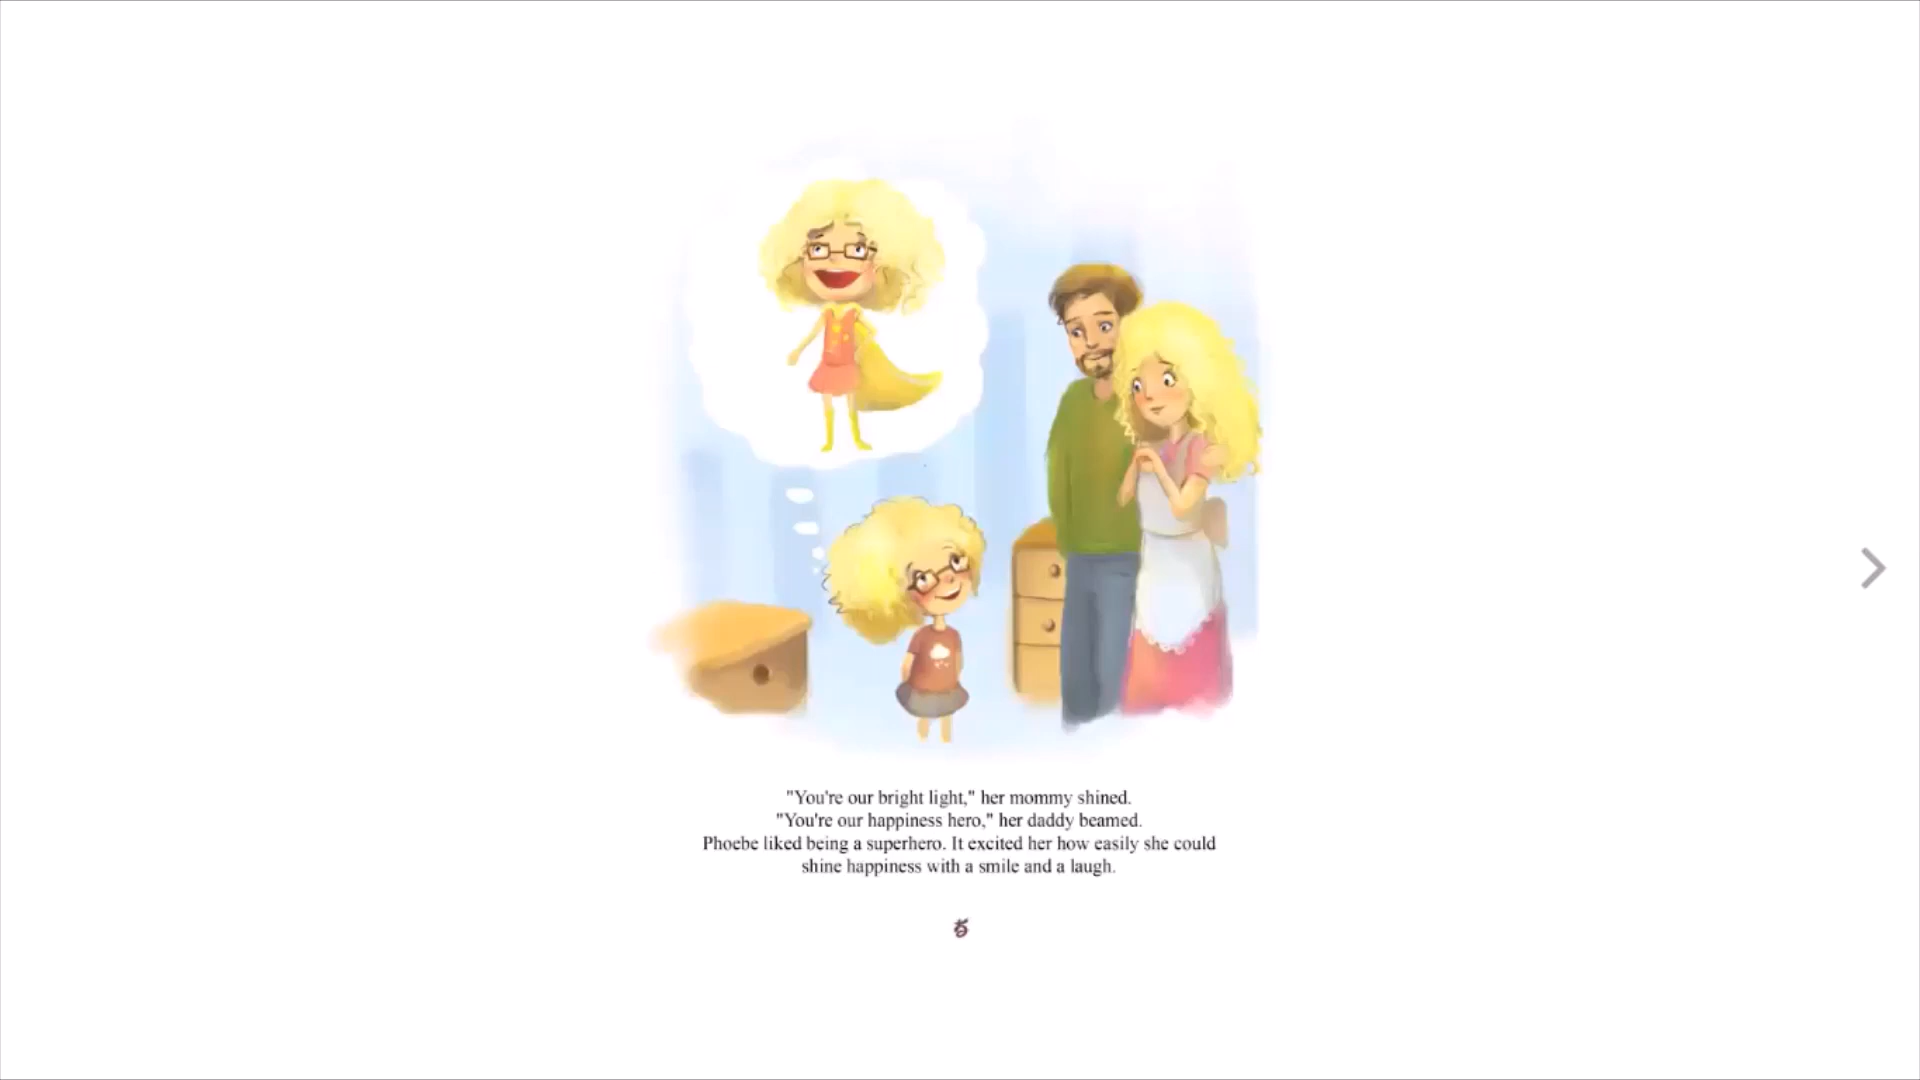 "You're our bright light," her mommy shined.
"You're our happiness hero," her daddy beamed.
Phoebe liked being a superhero. It excited her how easily she could
shine happiness with a smile and a laugh.